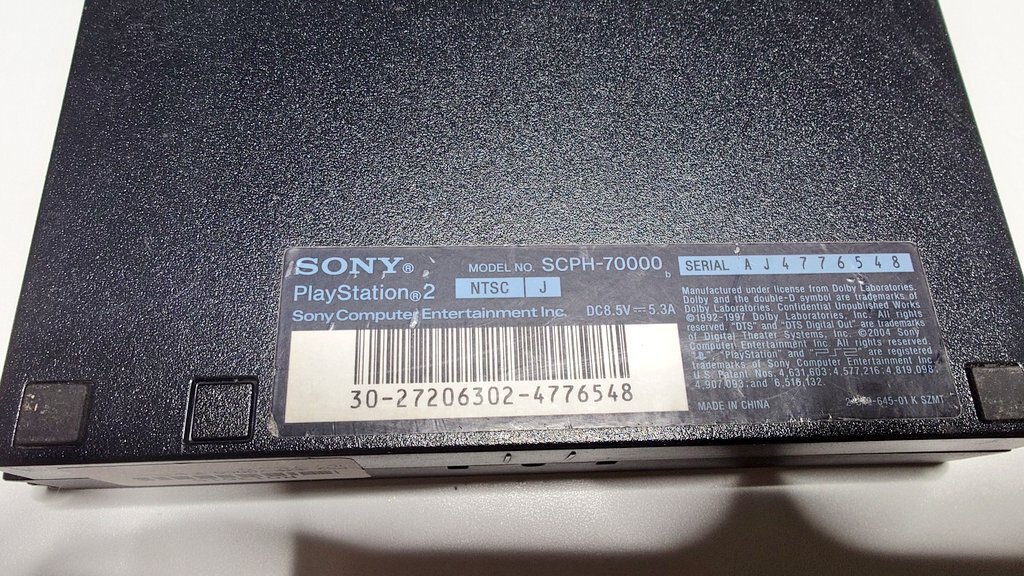 SONY®
MODEL NO. SCPH-70000 b
PlayStation®2
NTSC J
Sony Computer Entertainment Inc. DC8.5V 5.3A
30-27206302-4776548
SERIAL A J 4 7 7 6 5 4 8
Manufactured under license from Dolby Laboratories.
Dolby and the double-D symbol are trademarks of
Dolby Laboratories. Confidential Unpublished Works
©1992-1997 Dolby Laboratories, Inc. All rights
reserved. "DTS" and "DTS Digital Out" are trademarks
of Digital Theater Systems, Inc. ©2004 Sony
Computer Entertainment Inc. All rights reserved.
"PlayStation" and are registered
trademarks of Sony Computer Entertainment Inc.
U.S. Patent Nos. 4,631,603; 4,577,216; 4,819,098;
4,907,093; and 6,516,132.
MADE IN CHINA
-645-01 K SZMT